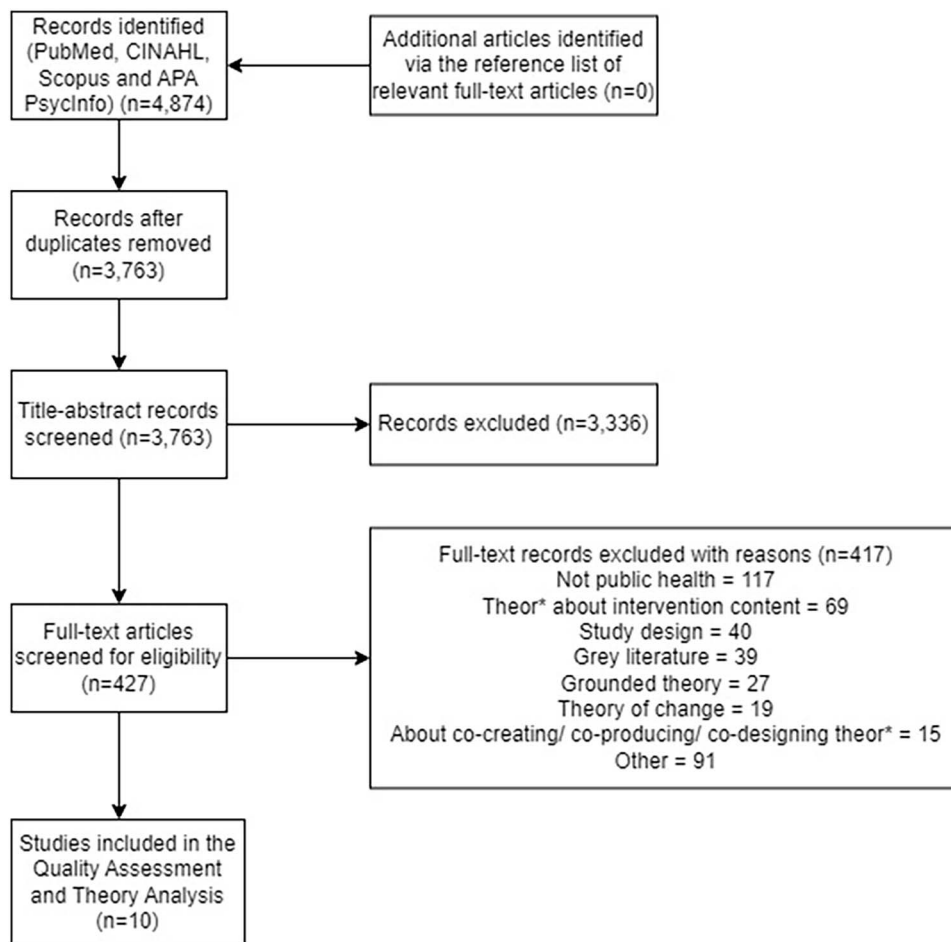 Records identified
(PubMed, CINAHL,
Scopus and APA
PsycInfo) (n=4,874)
Additional articles identified
via the reference list of
relevant full-text articles (n=0)
Records after
duplicates removed
(n=3,763)
Title-abstract records
screened (n=3,763)
Records excluded (n=3,336)
Full-text articles
screened for eligibility
(n=427)
Full-text records excluded with reasons (n=417)
Not public health = 117
Theor* about intervention content = 69
Study design = 40
Grey literature = 39
Grounded theory = 27
Theory of change = 19
About co-creating/ co-producing/ co-designing theor* = 15
Other = 91
Studies included in the
Quality Assessment
and Theory Analysis
(n=10)